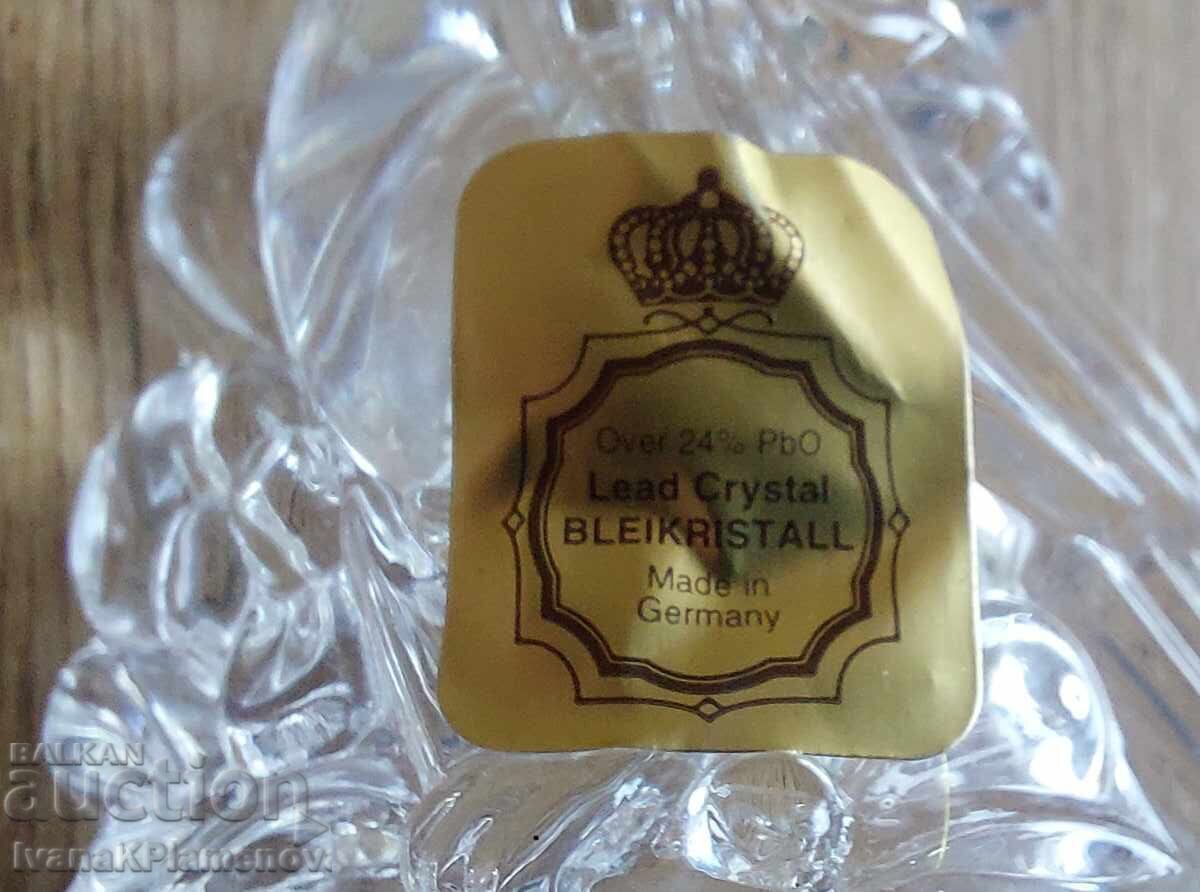 Over 24% PbO
Lead Crystal
BLEIKRISTALL
Made in
Germany
BALKAN
auction
IvanaKPlamenov.